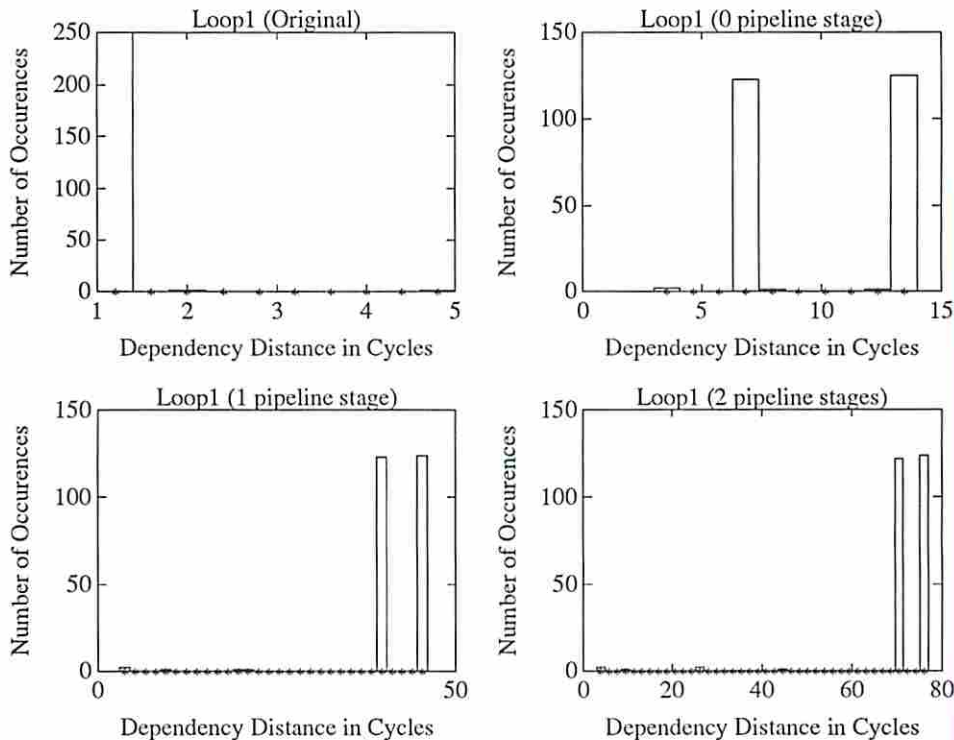 Loop1 (Original)
250
200
150
100
50
0
1 2 3 4 5
Number of Occurences
Dependency Distance in Cycles
Loop1 (0 pipeline stage)
150
100
50
0
0 5 10 15
Number of Occurences
Dependency Distance in Cycles
Loop1 (1 pipeline stage)
150
100
50
0
0 50
Number of Occurences
Dependency Distance in Cycles
Loop1 (2 pipeline stages)
150
100
50
0
0 20 40 60 80
Number of Occurences
Dependency Distance in Cycles